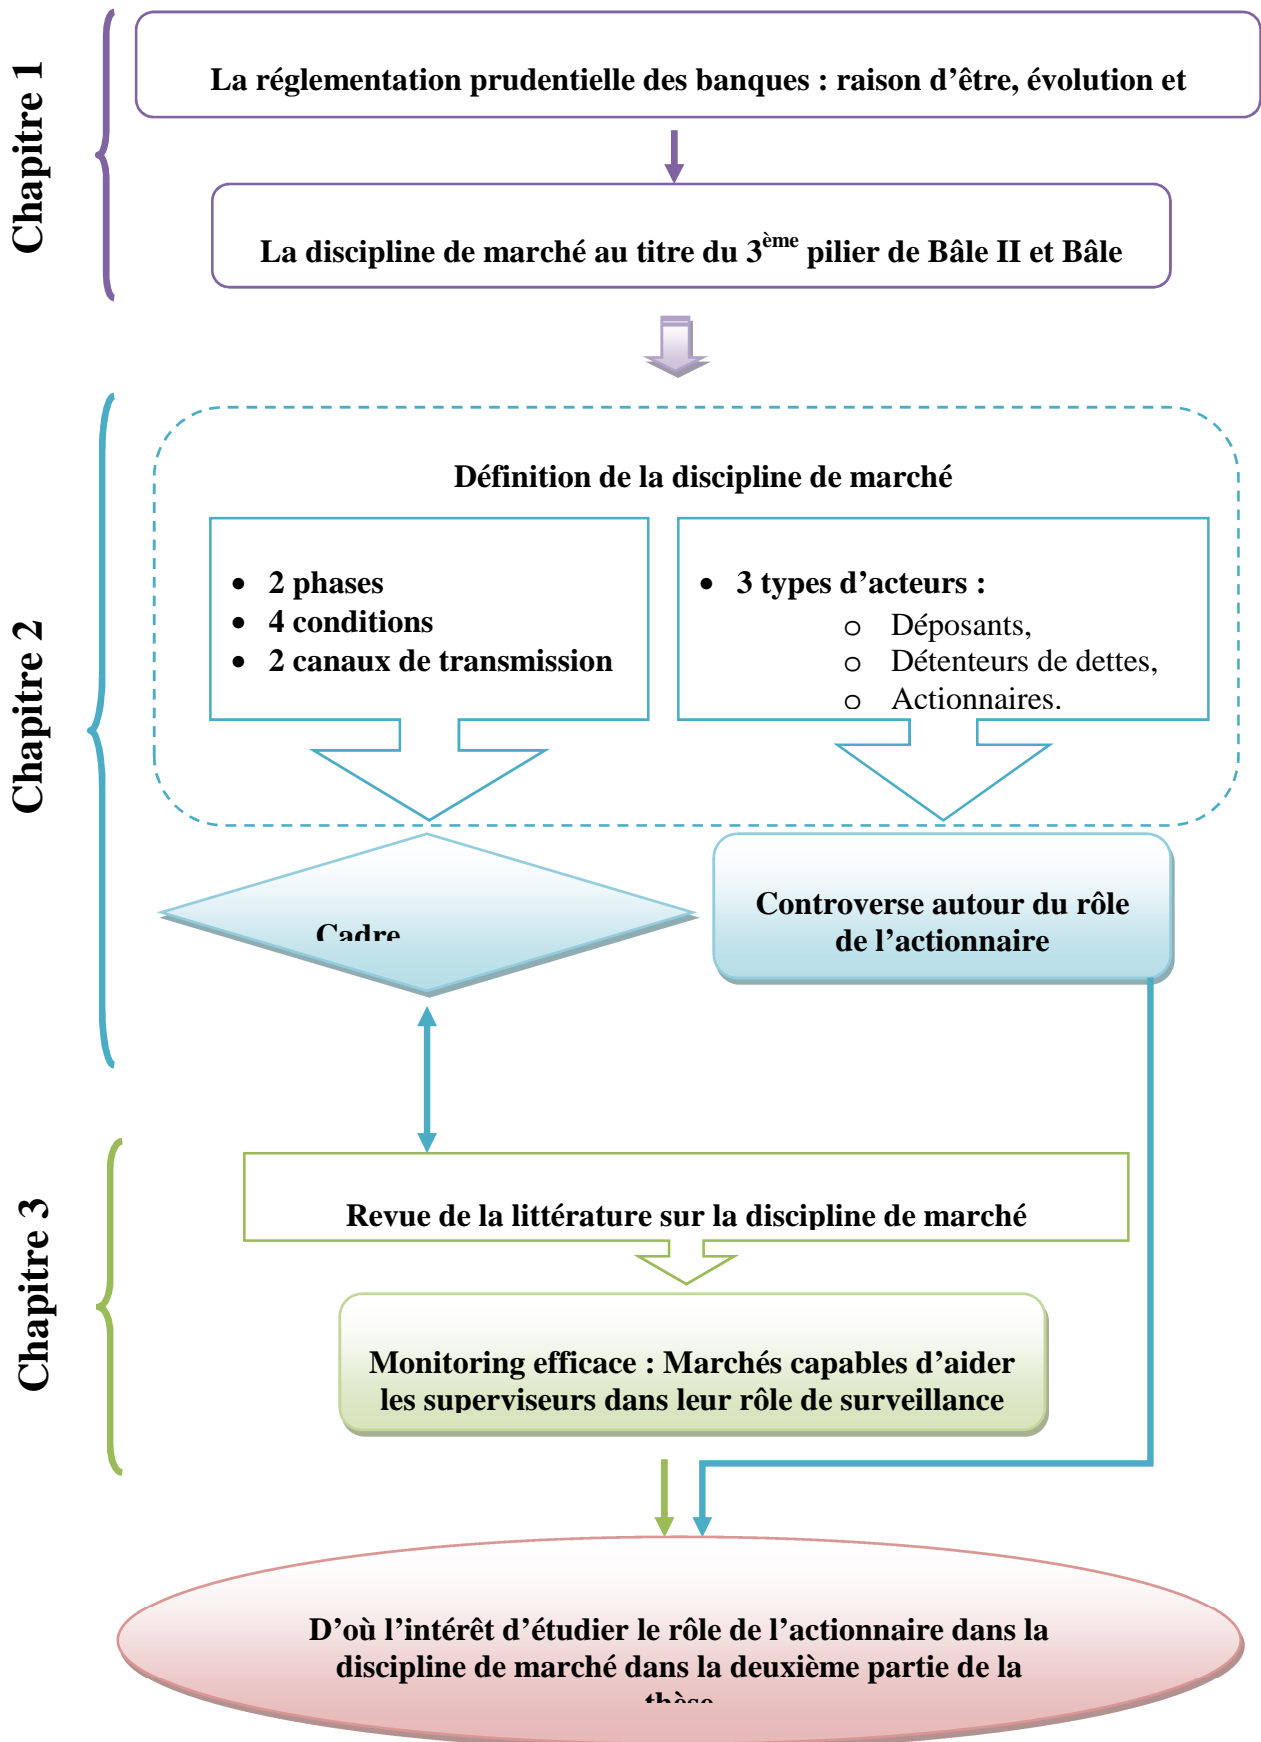 Chapitre 1
La réglementation prudentielle des banques : raison d’être, évolution et
La discipline de marché au titre du 3ème pilier de Bâle II et Bâle
Chapitre 2
Définition de la discipline de marché
• 2 phases
• 4 conditions
• 2 canaux de transmission
• 3 types d’acteurs :
o Déposants,
o Détenteurs de dettes,
o Actionnaires.
Cadre
Controverse autour du rôle
de l’actionnaire
Chapitre 3
Revue de la littérature sur la discipline de marché
Monitoring efficace : Marchés capables d’aider
les superviseurs dans leur rôle de surveillance
D’où l’intérêt d’étudier le rôle de l’actionnaire dans la
discipline de marché dans la deuxième partie de la
thèse